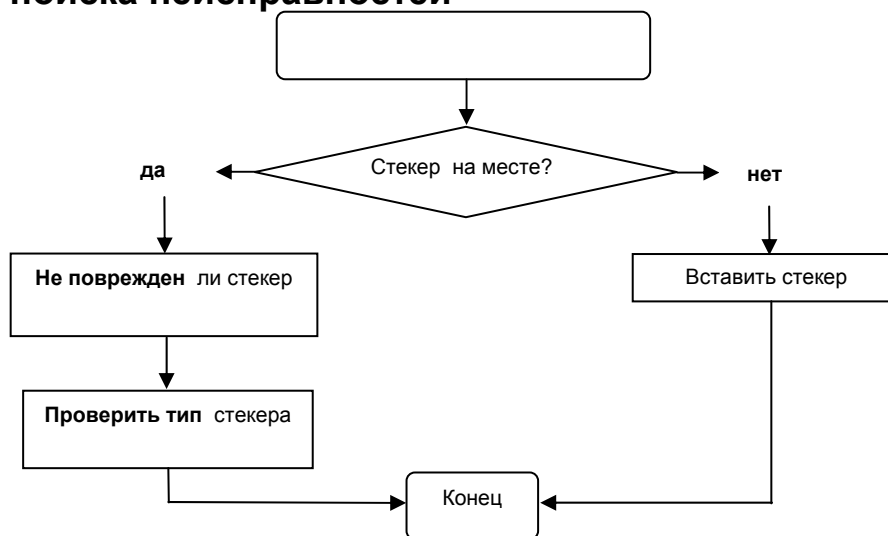 поиска неисправностей
Стекер на месте?
да
нет
Не поврежден ли стекер
Вставить стекер
Проверить тип стекера
Конец